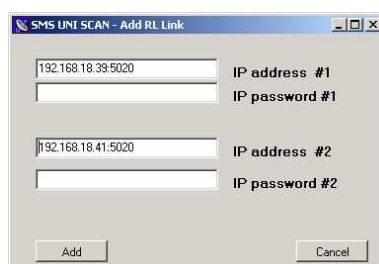 SMS UNI SCAN - Add RL Link
192.168.18.39:5020 IP address #1
IP password #1
192.168.18.41:5020 IP address #2
IP password #2
Add Cancel